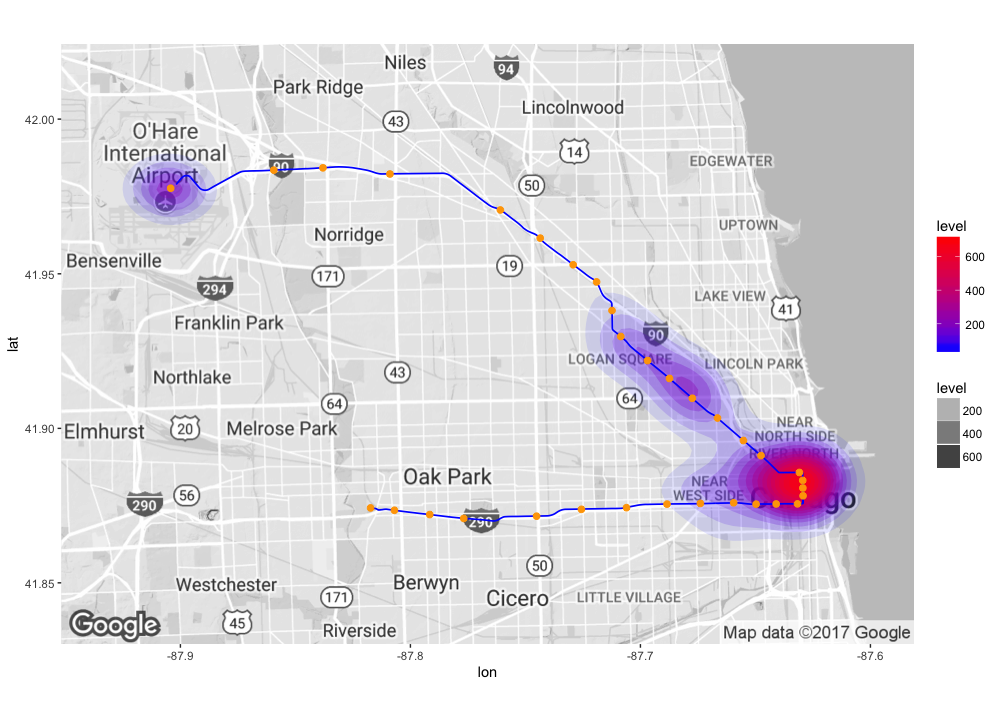 Niles
94
Park Ridge
Lincolnwood
42.00
43
O'Hare
International
Airport
14
EDGEWATER
90
50
UPTOWN
Norridge
Bensenville
19
41.95
171
294
LAKE VIEW
41
Franklin Park
90
LOGAN SQUARE
LINCOLN PARK
Northlake
43
64
64
41.90
Elmhurst
20
Melrose Park
NEAR
NORTH SIDE
RIVER NORTH
Oak Park
NEAR
WEST SIDE
56
290
290
50
41.85
Westchester
Berwyn
171
Cicero
LITTLE VILLAGE
45
Riverside
Google
Map data ©2017 Google
-87.9
-87.8
-87.7
-87.6
lon
lat
level
600
400
200
level
200
400
600